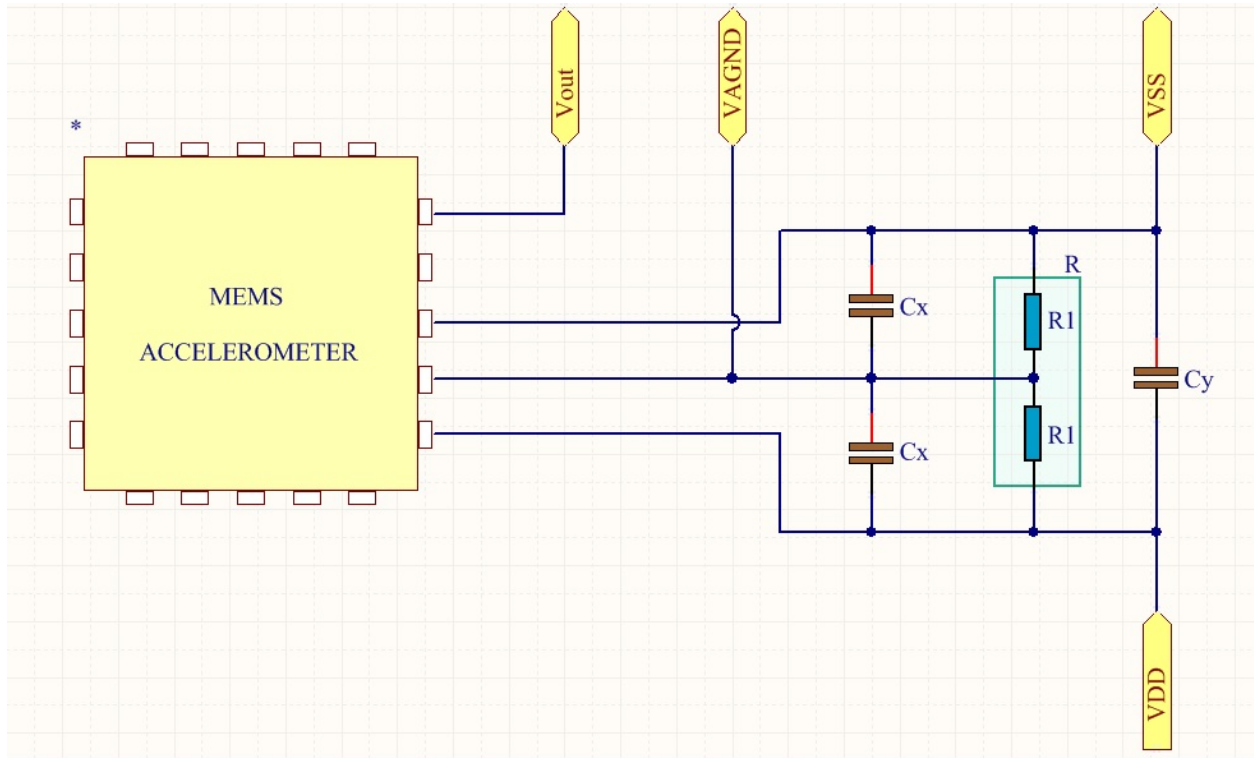 Vout
VAGND
VSS
*
R
MEMS
Cx
R1
ACCELEROMETER
Cy
R1
Cx
VDD